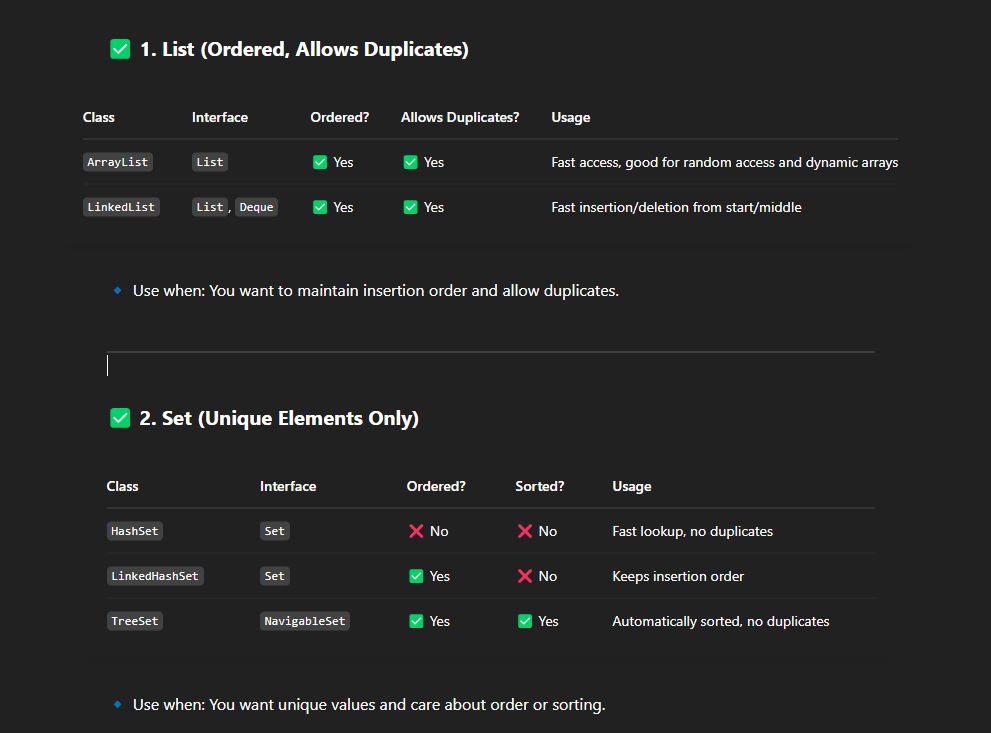 ✅ 1. List (Ordered, Allows Duplicates)
Class Interface Ordered? Allows Duplicates? Usage
ArrayList List ✅ Yes ✅ Yes Fast access, good for random access and dynamic arrays
LinkedList List, Deque ✅ Yes ✅ Yes Fast insertion/deletion from start/middle
🔹 Use when: You want to maintain insertion order and allow duplicates.
✅ 2. Set (Unique Elements Only)
Class Interface Ordered? Sorted? Usage
HashSet Set ❌ No ❌ No Fast lookup, no duplicates
LinkedHashSet Set ✅ Yes ❌ No Keeps insertion order
TreeSet NavigableSet ✅ Yes ✅ Yes Automatically sorted, no duplicates
🔹 Use when: You want unique values and care about order or sorting.